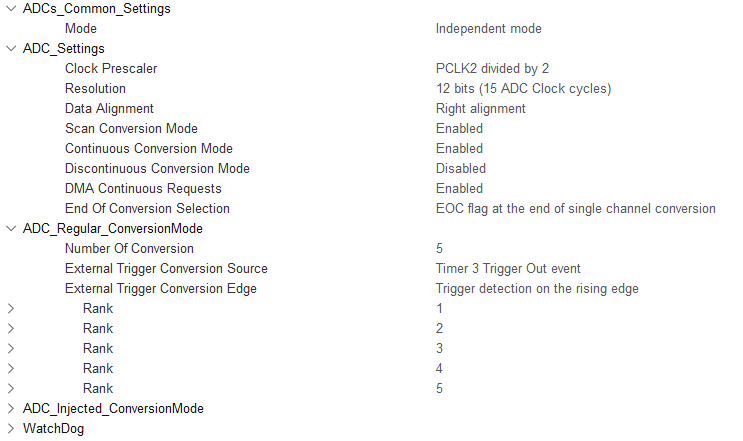 ADCs_Common_Settings
Mode Independent mode
ADC_Settings
Clock Prescaler PCLK2 divided by 2
Resolution 12 bits (15 ADC Clock cycles)
Data Alignment Right alignment
Scan Conversion Mode Enabled
Continuous Conversion Mode Enabled
Discontinuous Conversion Mode Disabled
DMA Continuous Requests Enabled
End Of Conversion Selection EOC flag at the end of single channel conversion
ADC_Regular_ConversionMode
Number Of Conversion 5
External Trigger Conversion Source Timer 3 Trigger Out event
External Trigger Conversion Edge Trigger detection on the rising edge
Rank 1
Rank 2
Rank 3
Rank 4
Rank 5
ADC_Injected_ConversionMode
WatchDog